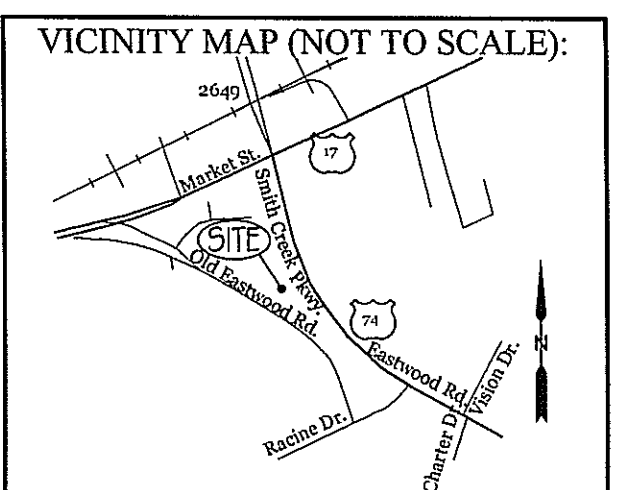 VICINITY MAP (NOT TO SCALE):
2649
Market St.
17
Smith Creek Pkwy.
SITE
Old Eastwood Rd.
74
Eastwood Rd.
N
Vision Dr.
Racine Dr.
Charter Dr.